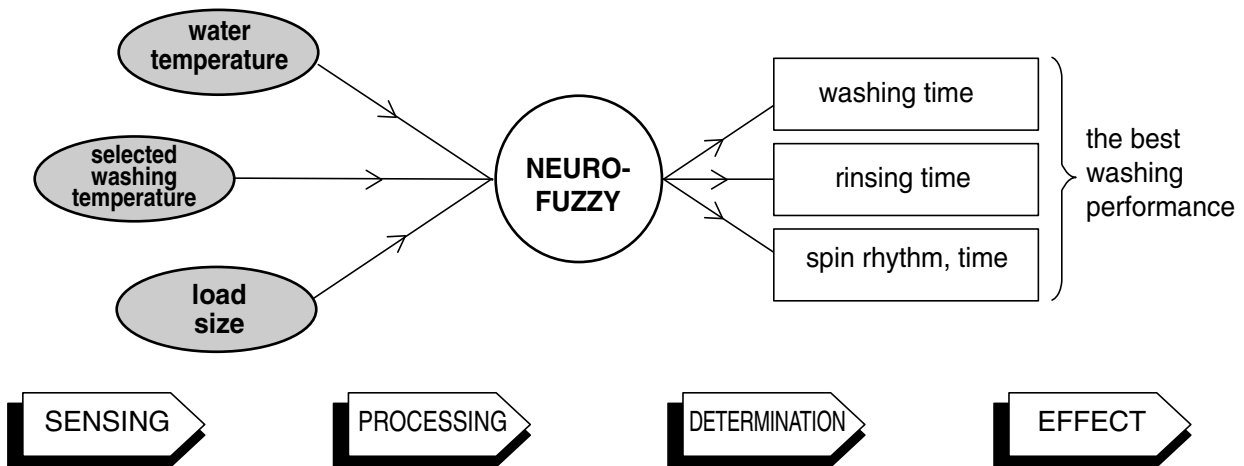 water
temperature
selected
washing
temperature
load
size
NEURO-
FUZZY
washing time
rinsing time
spin rhythm, time
the best
washing
performance
SENSING
PROCESSING
DETERMINATION
EFFECT